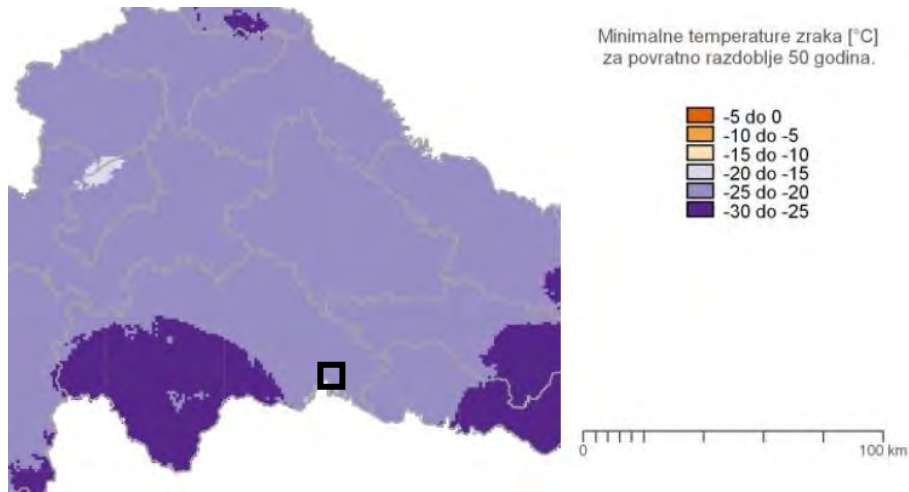 Minimalne temperature zraka [°C]
za povratno razdoblje 50 godina.
-5 do 0
-10 do -5
-15 do -10
-20 do -15
-25 do -20
-30 do -25
0 100 km